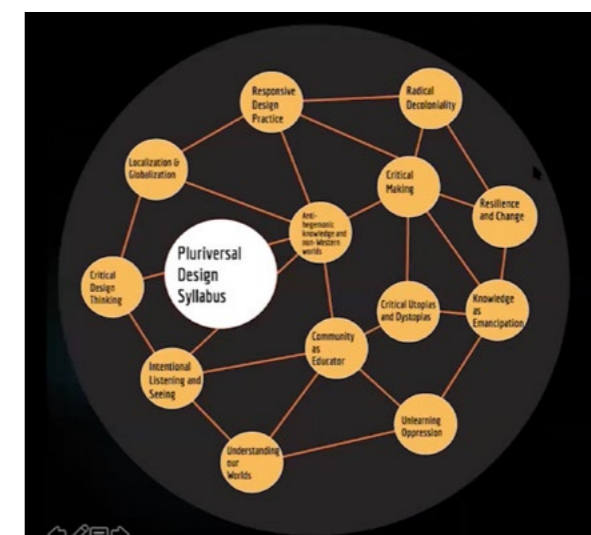 Responsive
Design
Practice
Radical
Decoloniality
Localization &
Globalization
Critical
Making
Resilience
and Change
Anti-
hegemonic
knowledge and
non-Western
worlds
Pluriversal
Design
Syllabus
Critical
Design
Thinking
Critical Utopias
and Dystopias
Knowledge
as
Emancipation
Community
as
Educator
Intentional
Listening and
Seeing
Unlearning
Oppression
Understanding
our
Worlds